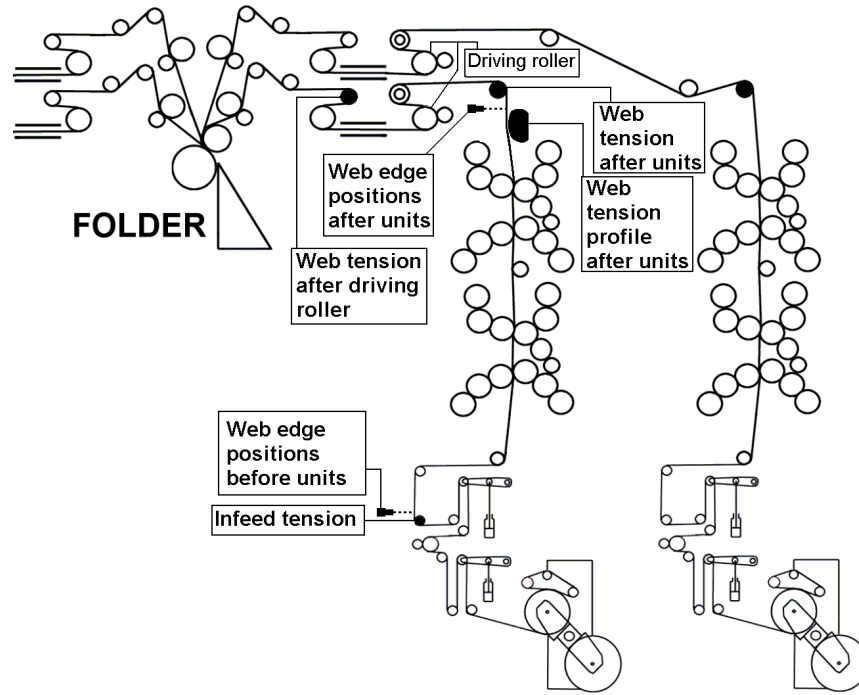 Driving roller
Web
tension
after units
Web edge
positions
after units
Web
tension
profile
after units
FOLDER
Web tension
after driving
roller
Web edge
positions
before units
Infeed tension